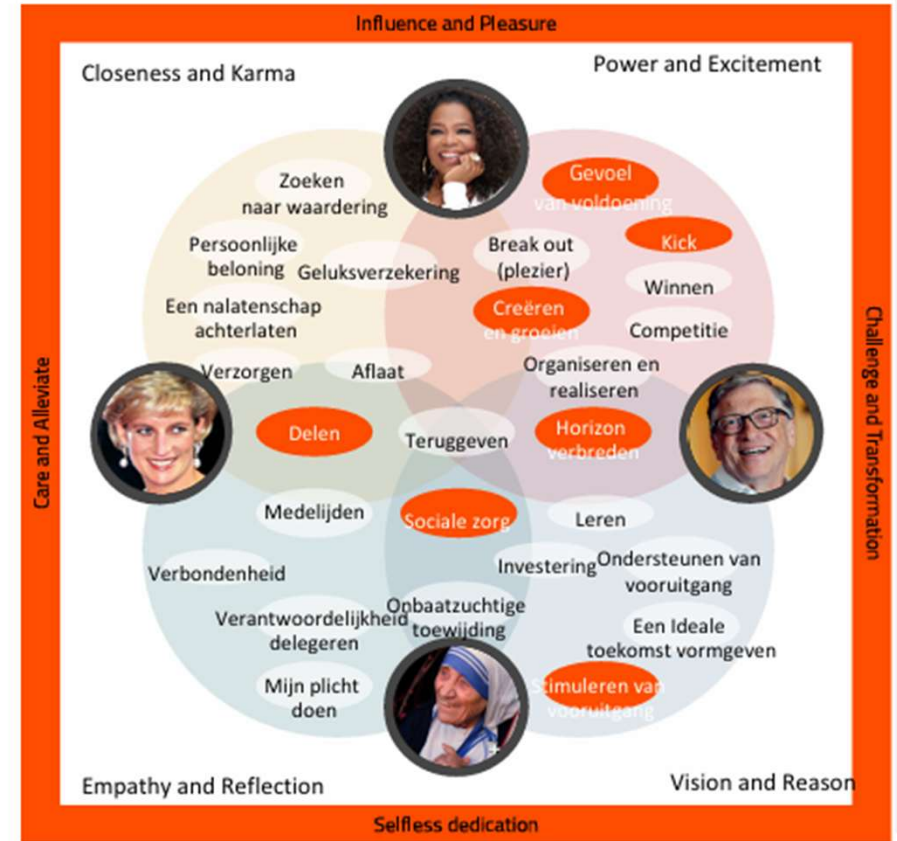 Influence and Pleasure
Closeness and Karma
Power and Excitement
Zoeken
naar waardering
Gevoel
van voldoening
Persoonlijke
beloning
Geluksverzekering
Break out
(plezier)
Kick
Winnen
Een nalatenschap
achterlaten
Creëren
en groeien
Competitie
Verzorgen
Aflaat
Organiseren en
realiseren
Care and Alleviate
Challenge and Transformation
Delen
Teruggeven
Horizon
verbreden
Medelijden
Sociale zorg
Leren
Verbondenheid
Investering
Ondersteunen van
vooruitgang
Verantwoordelijkheid
delegeren
Onbaatzuchtige
toewijding
Een Ideale
toekomst vormgeven
Mijn plicht
doen
Stimuleren van
vooruitgang
Empathy and Reflection
Vision and Reason
Selfless dedication